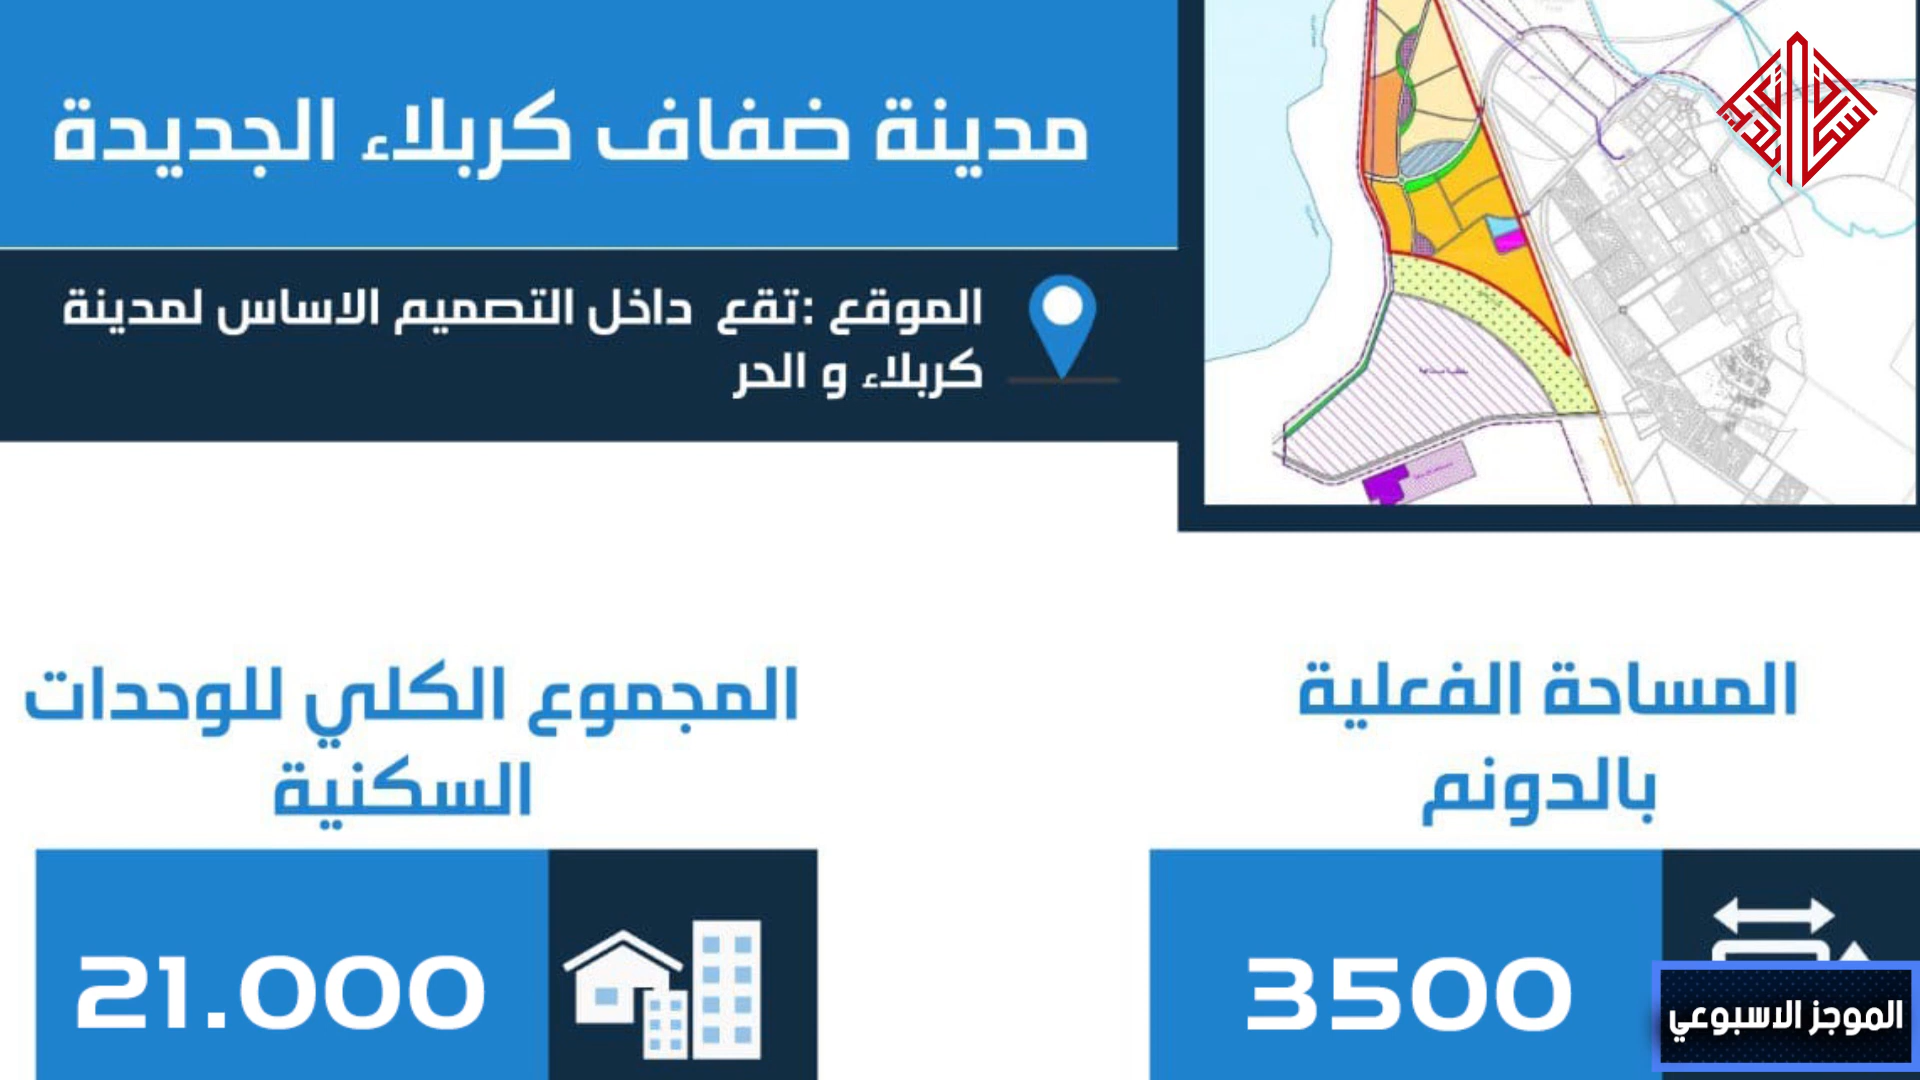 مدينة ضفاف كربلاء الجديدة
الموقع :تقع داخل التصميم الاساس لمدينة
كربلاء و الحر
المساحة الفعلية
بالدونم
3500
المجموع الكلي للوحدات
السكنية
21.000
الموجز الاسبوعي